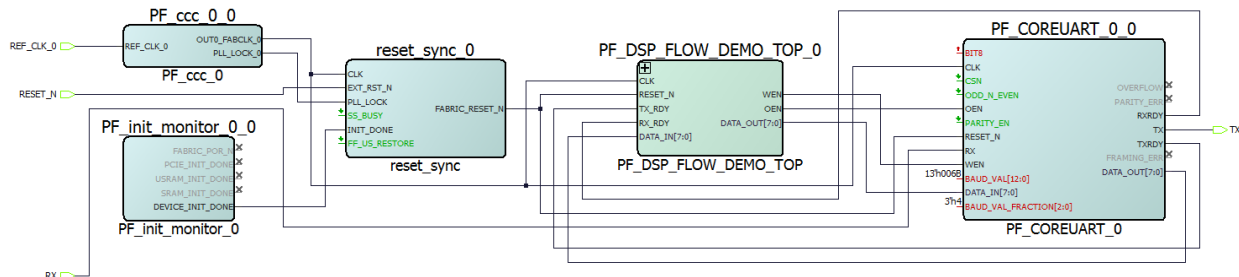 PF_ccc_0_0
REF_CLK_0
REF_CLK_0
OUT0_FABCLK_0
PLL_LOCK_0
PF_ccc_0
RESET_N
PF_init_monitor_0_0
FABRIC_POR_N
PCIE_INIT_DONE
USRAM_INIT_DONE
SRAM_INIT_DONE
DEVICE_INIT_DONE
PF_init_monitor_0
RX
reset_sync_0
CLK
EXT_RST_N
PLL_LOCK
SS_BUSY
INIT_DONE
FF_US_RESTORE
FABRIC_RESET_N
reset_sync
PF_DSP_FLOW_DEMO_TOP_0
CLK
RESET_N
TX_RDY
RX_RDY
DATA_IN[7:0]
WEN
OEN
DATA_OUT[7:0]
PF_DSP_FLOW_DEMO_TOP
PF_COREUART_0_0
BIT8
CLK
CSN
ODD_N_EVEN
OEN
PARITY_EN
RESET_N
RX
WEN
13'h006B
BAUD_VAL[12:0]
DATA_IN[7:0]
3'h4
BAUD_VAL_FRACTION[2:0]
OVERFLOW
PARITY_ERR
RXRDY
TX
TXRDY
FRAMING_ERR
DATA_OUT[7:0]
PF_COREUART_0
TX